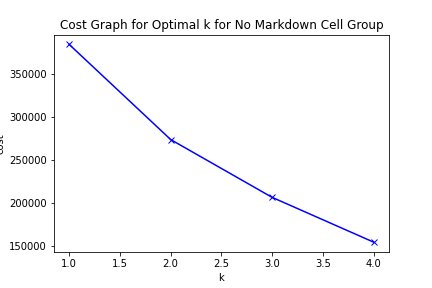 Cost Graph for Optimal k for No Markdown Cell Group
350000
300000
250000
200000
150000
cost
1.0 1.5 2.0 2.5 3.0 3.5 4.0
k